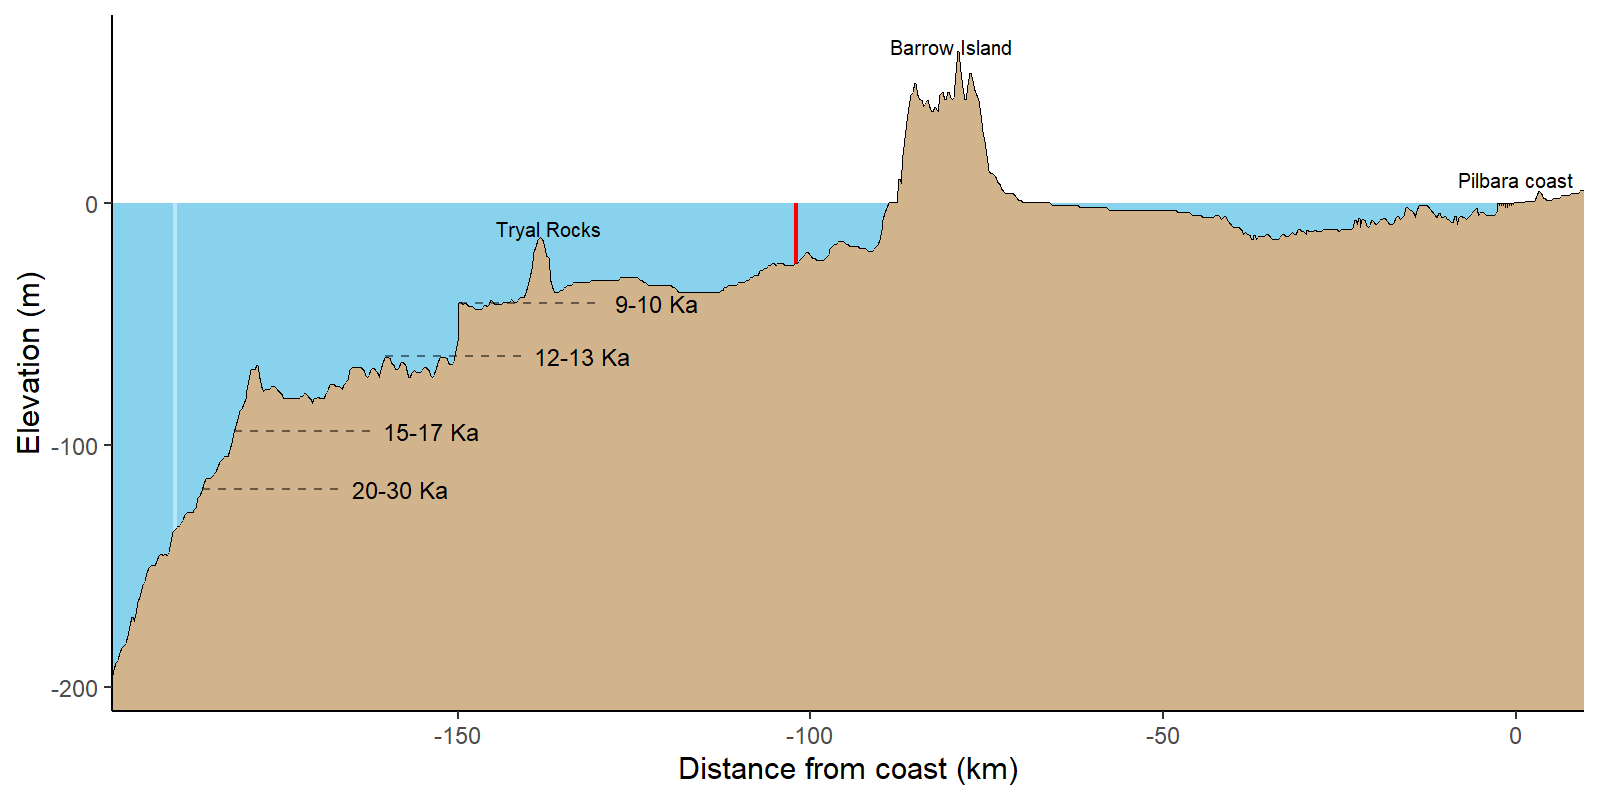 Barrow Island
Pilbara coast
0
Tryal Rocks
9-10 Ka
12-13 Ka
15-17 Ka
-100
20-30 Ka
-200
Elevation (m)
-150
-100
-50
0
Distance from coast (km)